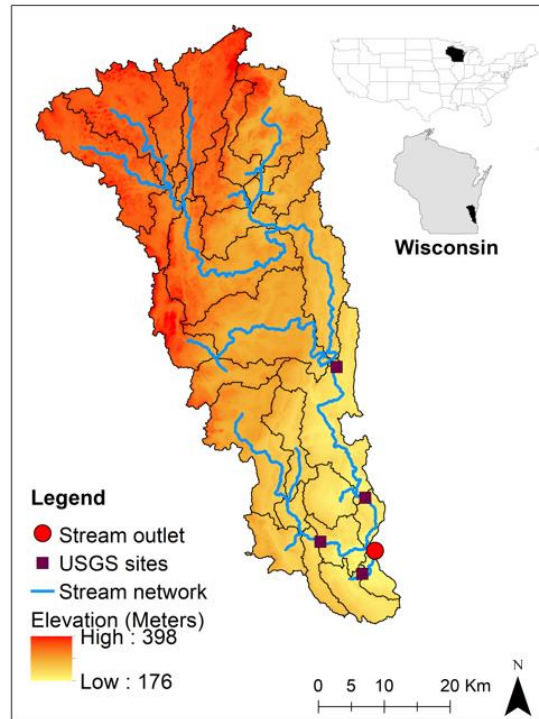 Wisconsin
Legend
Stream outlet
USGS sites
Stream network
Elevation (Meters)
High : 398
Low : 176
0 5 10 20 Km
N